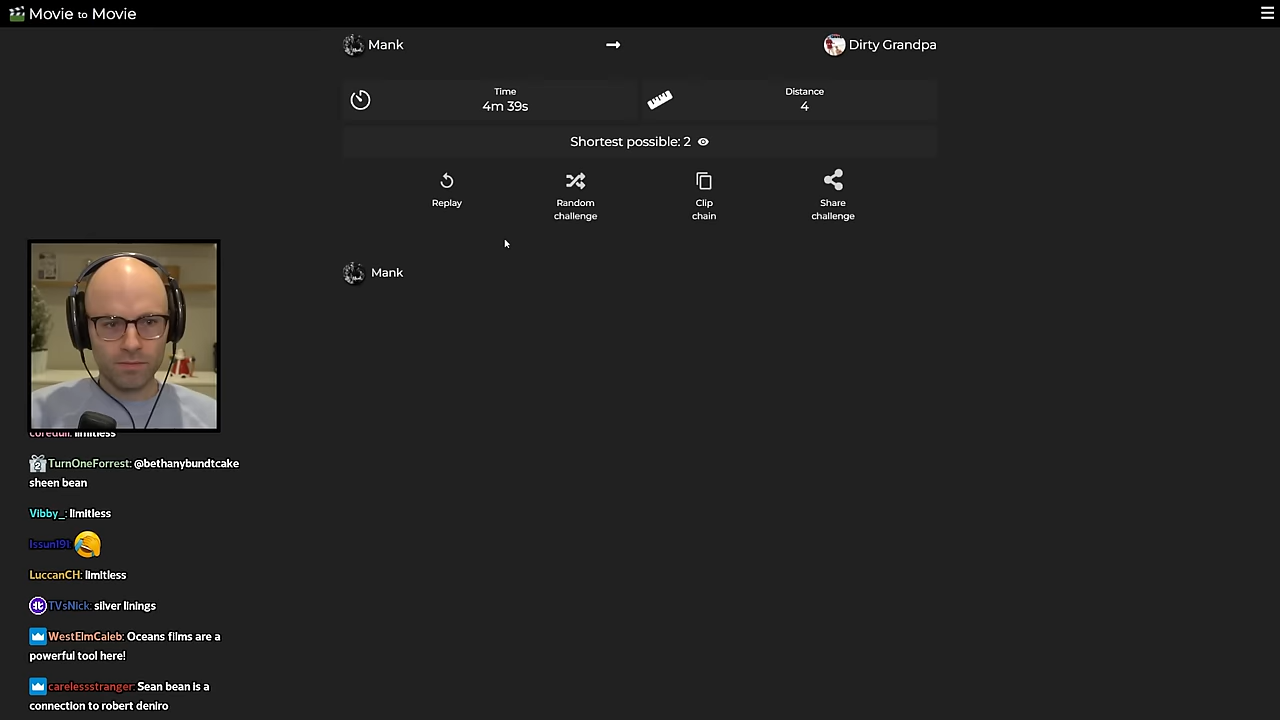 Movie to Movie
Mank
Dirty Grandpa
Time
4m 39s
Distance
4
Shortest possible: 2
Replay
Random
challenge
Clip
chain
Share
challenge
Mank
coreduii: limitless
TurnOneForrest: @bethanybundtcake
sheen bean
Vibby_: limitless
Issun191:
LuccanCH: limitless
TVsNick: silver linings
WestElmCaleb: Oceans films are a
powerful tool here!
carelessstranger: Sean bean is a
connection to robert deniro